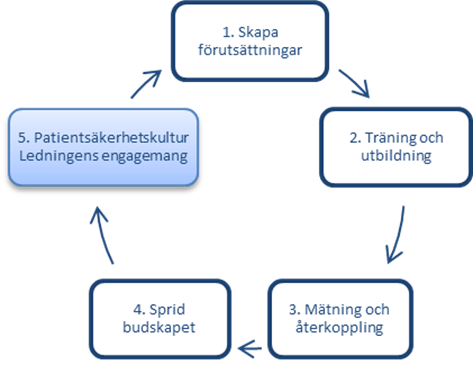 1. Skapa
förutsättningar
2. Träning och
utbildning
3. Mätning och
återkoppling
4. Sprid
budskapet
5. Patientsäkerhetskultur
Ledningens engagemang